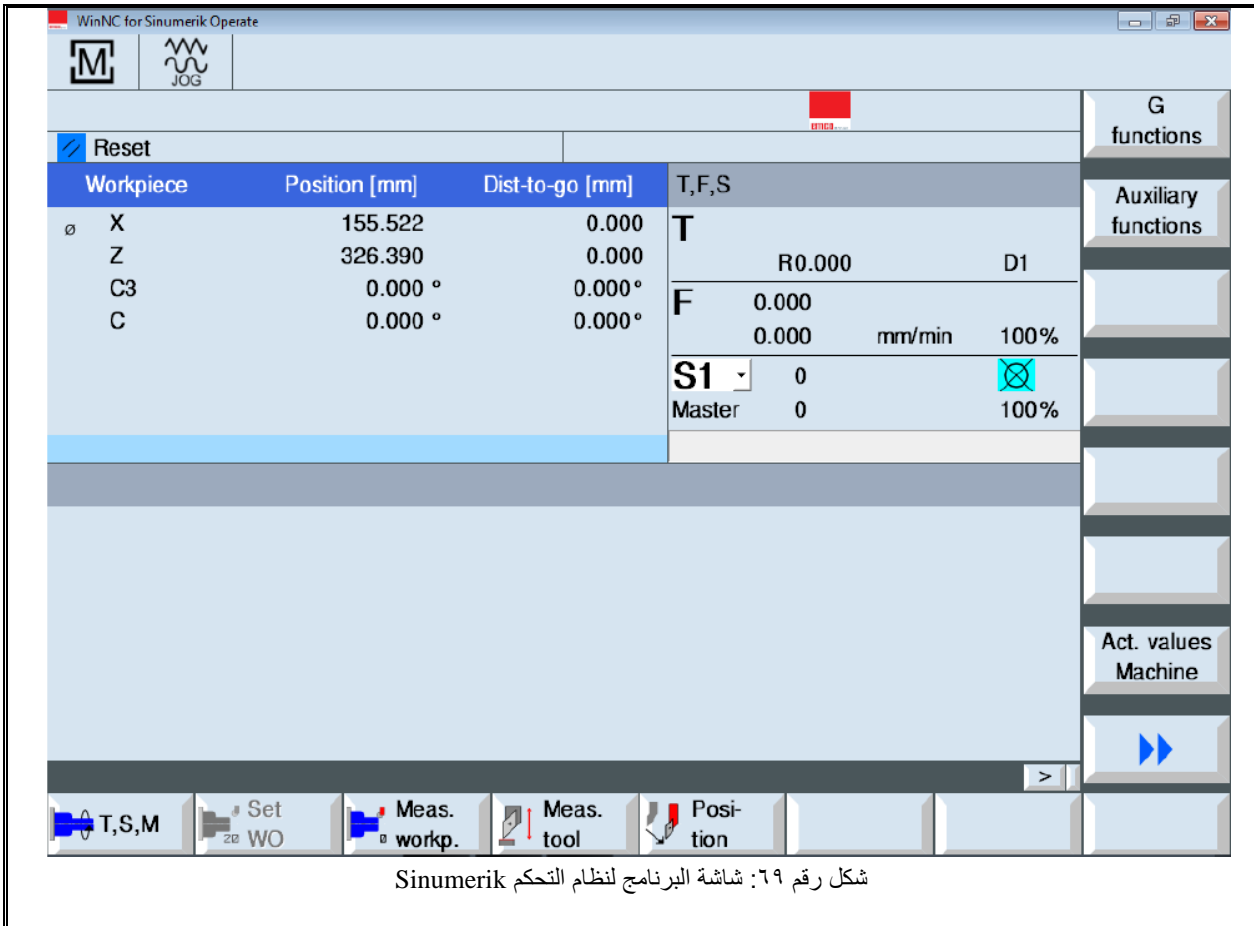 WinNC for Sinumerik Operate
M
JOG
emco
Reset
Workpiece Position [mm] Dist-to-go [mm]
ø X 155.522 0.000
Z 326.390 0.000
C3 0.000 ° 0.000°
C 0.000 ° 0.000°
T,F,S
T
R0.000 D1
F 0.000
0.000 mm/min 100%
S1 0
Master 0 100%
G
functions
Auxiliary
functions
Act. values
Machine
>
T,S,M
Set
WO
Meas.
workp.
Meas.
tool
Posi-
tion
شكل رقم ٦٩: شاشة البرنامج لنظام التحكم Sinumerik